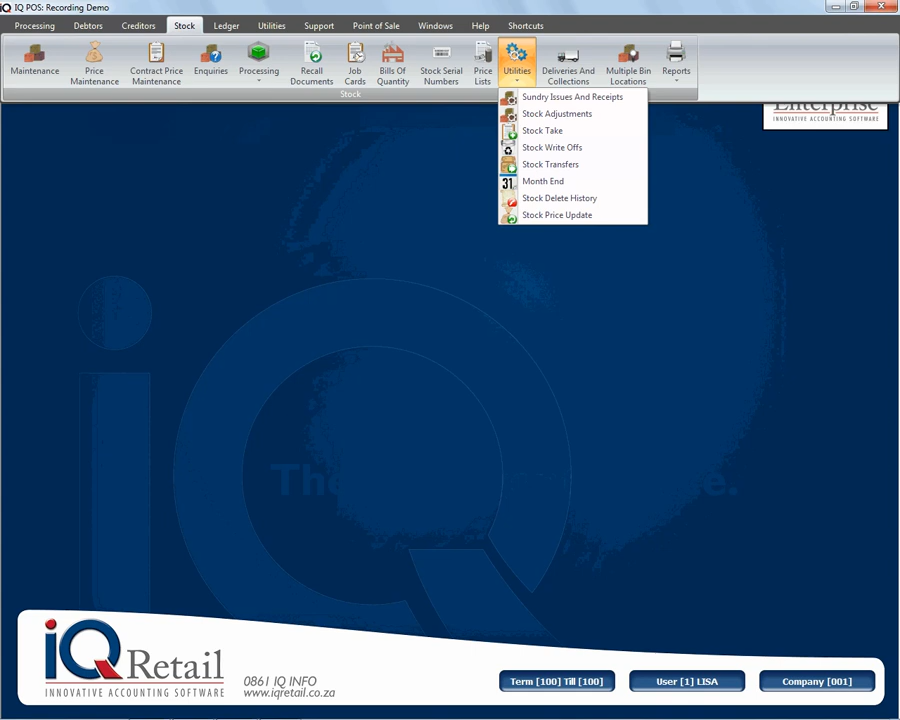 iQ IQ POS: Recording Demo
Processing Debtors Creditors Stock Ledger Utilities Support Point of Sale Windows Help Shortcuts
Maintenance
Price Maintenance
Contract Price Maintenance
Enquiries
Processing
Recall Documents
Job Cards
Bills Of Quantity
Stock Serial Numbers
Price Lists
Utilities
Deliveries And Collections
Multiple Bin Locations
Reports
Stock
Sundry Issues And Receipts
Stock Adjustments
Stock Take
Stock Write Offs
Stock Transfers
31 Month End
Stock Delete History
Stock Price Update
Enterprise
INNOVATIVE ACCOUNTING SOFTWARE
iQ
iQ Retail
INNOVATIVE ACCOUNTING SOFTWARE
0861 IQ INFO
www.iqretail.co.za
Term [100] Till [100]
User [1] LISA
Company [001]